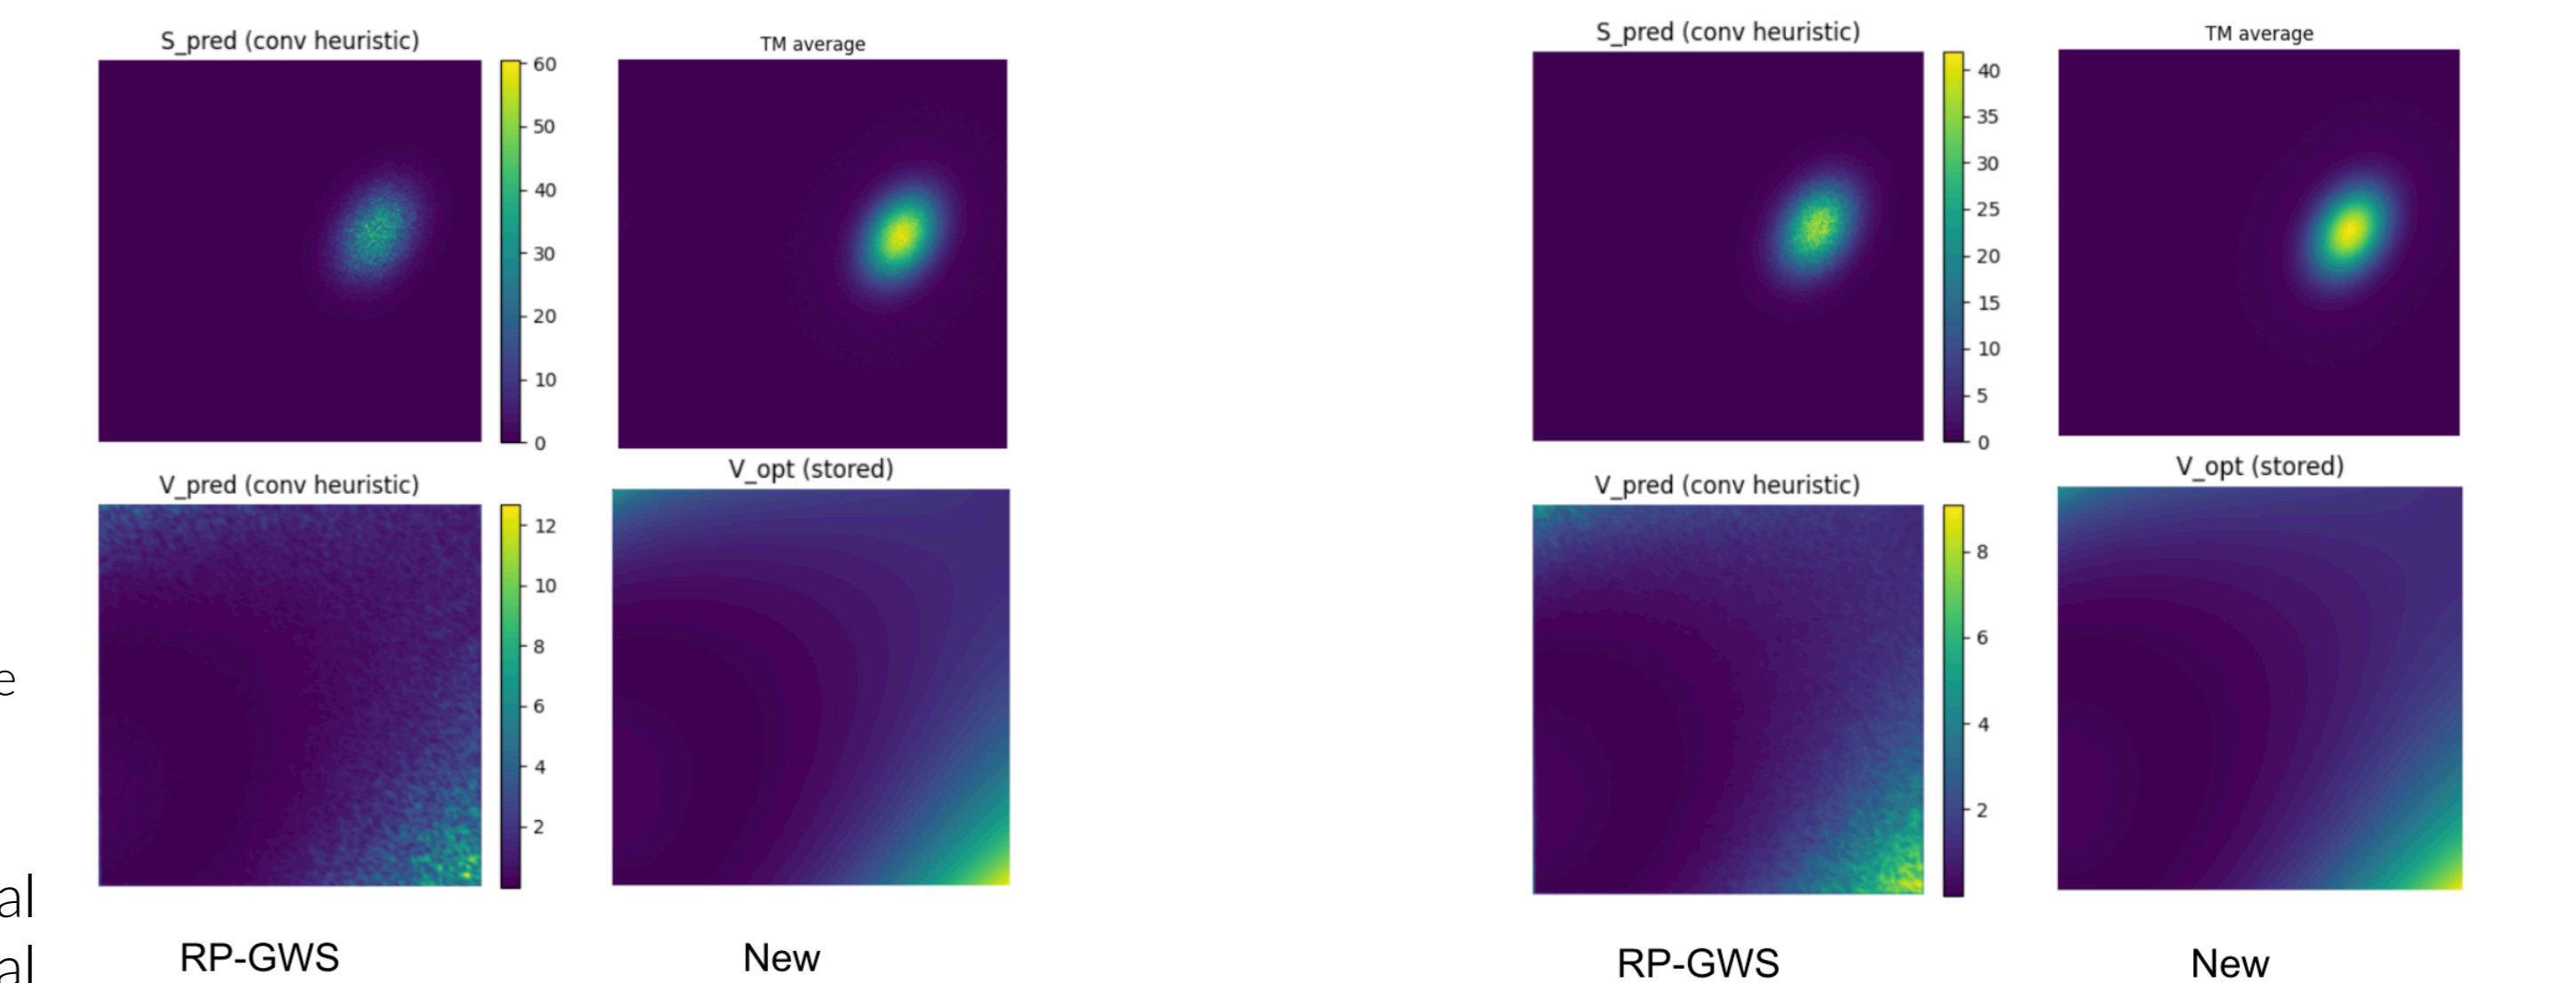 S_pred (conv heuristic)
TM average
60
50
40
30
20
10
0
V_pred (conv heuristic)
V_opt (stored)
12
10
8
6
4
2
RP-GWS
New
S_pred (conv heuristic)
TM average
40
35
30
25
20
15
10
5
0
V_pred (conv heuristic)
V_opt (stored)
8
6
4
2
RP-GWS
New
e
al
al